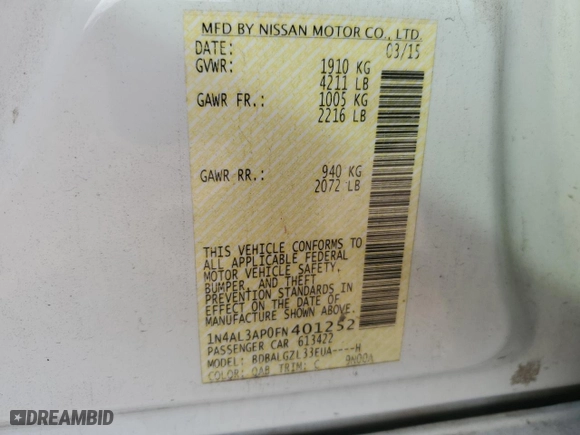 MFD BY NISSAN MOTOR CO., LTD.
DATE: 03/15
GVWR: 1910 KG
4211 LB
GAWR FR.: 1005 KG
2216 LB
GAWR RR.: 940 KG
2072 LB
THIS VEHICLE CONFORMS TO
ALL APPLICABLE FEDERAL
MOTOR VEHICLE SAFETY,
BUMPER, AND THEFT
PREVENTION STANDARDS IN
EFFECT ON THE DATE OF
MANUFACTURE SHOWN ABOVE.
1N4AL3AP0FN401252
PASSENGER CAR 613422
MODEL: BDBALGZL33EUA----H
COLOR: QAB TRIM: C
DREAMBID